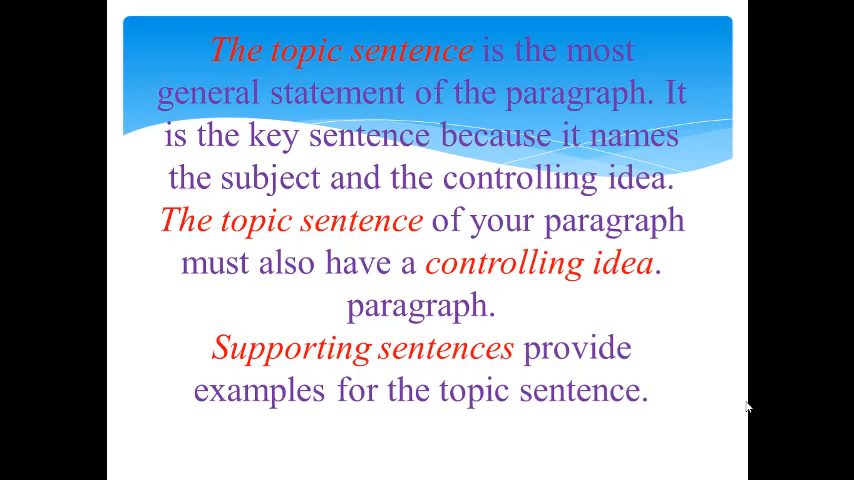 The topic sentence is the most
general statement of the paragraph. It
is the key sentence because it names
the subject and the controlling idea.
The topic sentence of your paragraph
must also have a controlling idea.
paragraph.
Supporting sentences provide
examples for the topic sentence.